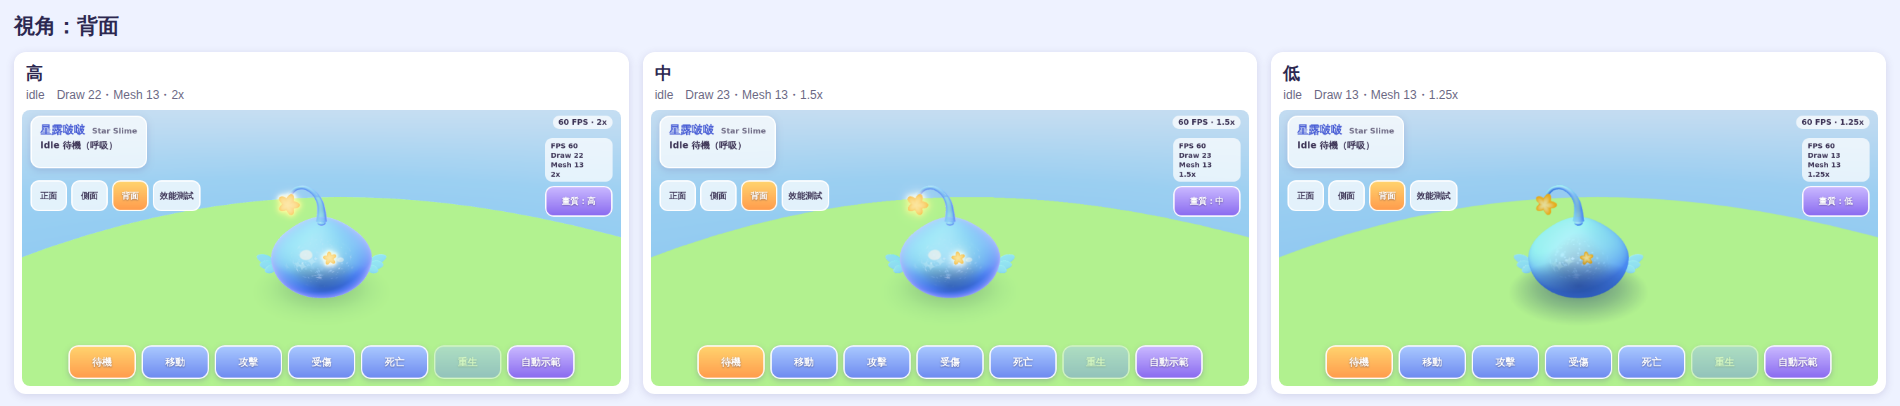 視角：背面
高
idle Draw 22・Mesh 13・2x
星露啵啵 Star Slime
Idle 待機（呼吸）
60 FPS · 2x
FPS 60
Draw 22
Mesh 13
2x
正面 側面 背面 效能測試
畫質：高
待機 移動 攻擊 受傷 死亡 重生 自動示範
中
idle Draw 23・Mesh 13・1.5x
星露啵啵 Star Slime
Idle 待機（呼吸）
60 FPS · 1.5x
FPS 60
Draw 23
Mesh 13
1.5x
正面 側面 背面 效能測試
畫質：中
待機 移動 攻擊 受傷 死亡 重生 自動示範
低
idle Draw 13・Mesh 13・1.25x
星露啵啵 Star Slime
Idle 待機（呼吸）
60 FPS · 1.25x
FPS 60
Draw 13
Mesh 13
1.25x
正面 側面 背面 效能測試
畫質：低
待機 移動 攻擊 受傷 死亡 重生 自動示範